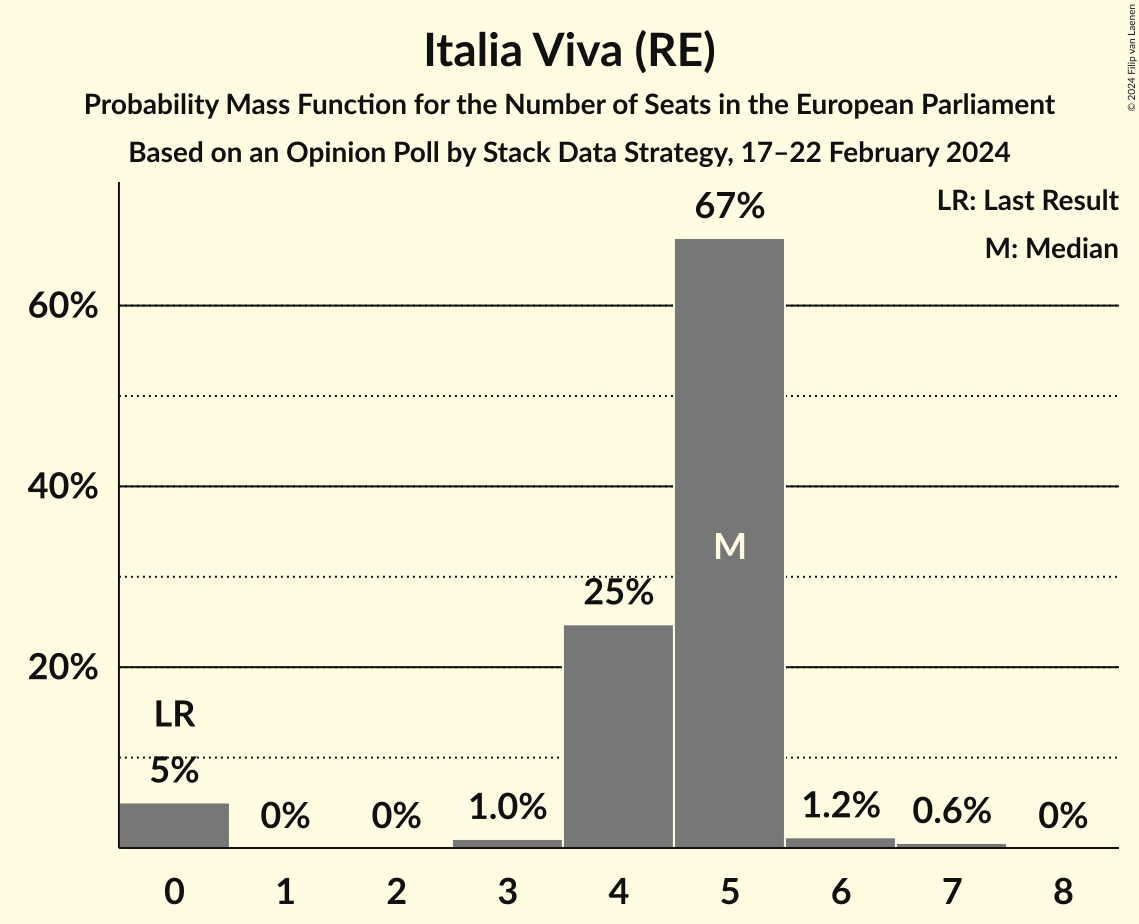 Italia Viva (RE)
Probability Mass Function for the Number of Seats in the European Parliament
Based on an Opinion Poll by Stack Data Strategy, 17–22 February 2024
© 2024 Filip van Laenen
LR: Last Result
M: Median
67%
60%
M
40%
25%
20%
LR
5%
0%
0%
1.0%
1.2%
0.6%
0%
0 1 2 3 4 5 6 7 8